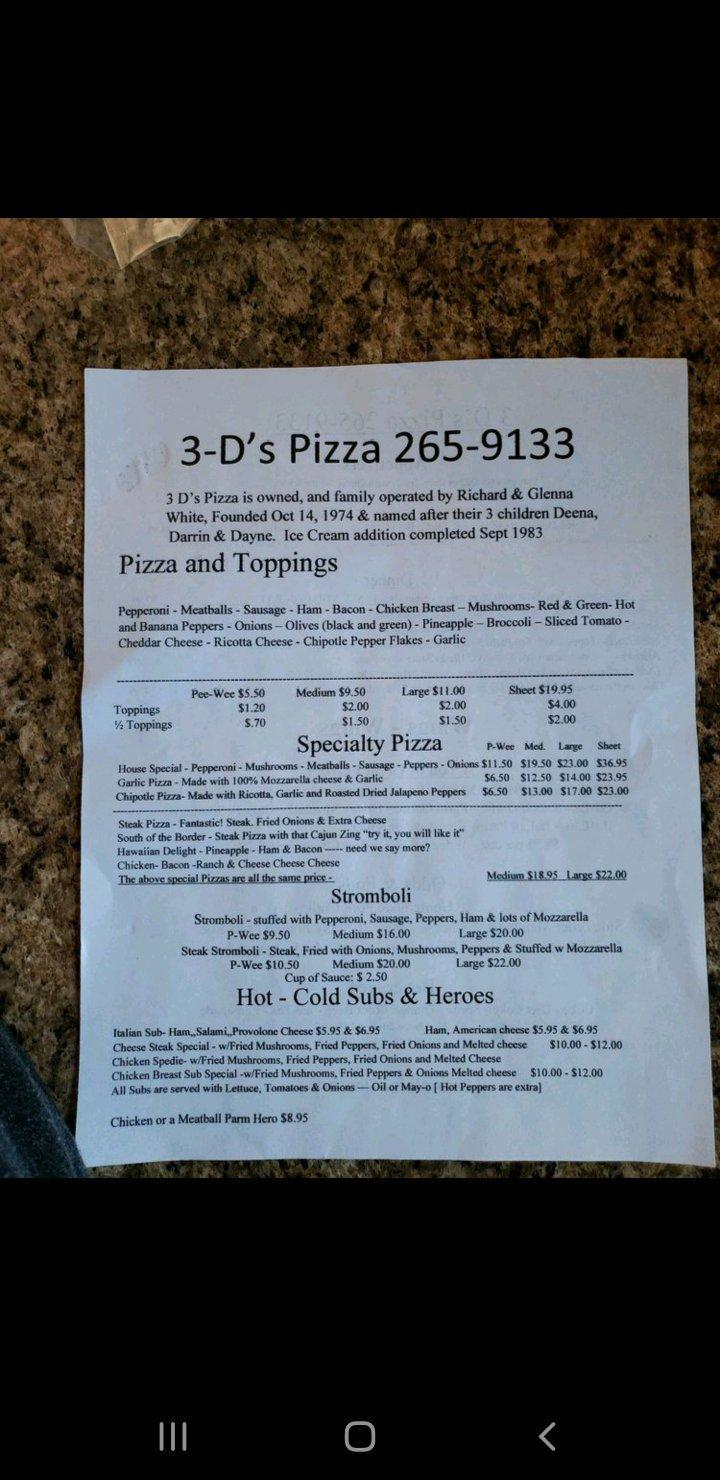 3-D's Pizza 265-9133
3 D's Pizza is owned, and family operated by Richard & Glenna
White, Founded Oct 14, 1974 & named after their 3 children Deena,
Darrin & Dayne. Ice Cream addition completed Sept 1983
Pizza and Toppings
Pepperoni - Meatballs - Sausage - Ham - Bacon - Chicken Breast – Mushrooms- Red & Green- Hot
and Banana Peppers - Onions – Olives (black and green) - Pineapple – Broccoli – Sliced Tomato -
Cheddar Cheese - Ricotta Cheese - Chipotle Pepper Flakes - Garlic
Pee-Wee $5.50 Medium $9.50 Large $11.00 Sheet $19.95
Toppings $1.20 $2.00 $2.00 $4.00
½ Toppings $.70 $1.50 $1.50 $2.00
Specialty Pizza P-Wee Med. Large Sheet
House Special - Pepperoni - Mushrooms - Meatballs - Sausage - Peppers - Onions $11.50 $19.50 $23.00 $36.95
Garlic Pizza - Made with 100% Mozzarella cheese & Garlic $6.50 $12.50 $14.00 $23.95
Chipotle Pizza- Made with Ricotta, Garlic and Roasted Dried Jalapeno Peppers $6.50 $13.00 $17.00 $23.00
Steak Pizza - Fantastic! Steak. Fried Onions & Extra Cheese
South of the Border - Steak Pizza with that Cajun Zing "try it, you will like it"
Hawaiian Delight - Pineapple - Ham & Bacon ----- need we say more?
Chicken- Bacon -Ranch & Cheese Cheese Cheese
The above special Pizzas are all the same price - Medium $18.95 Large $22.00
Stromboli
Stromboli - stuffed with Pepperoni, Sausage, Peppers, Ham & lots of Mozzarella
P-Wee $9.50 Medium $16.00 Large $20.00
Steak Stromboli - Steak, Fried with Onions, Mushrooms, Peppers & Stuffed w Mozzarella
P-Wee $10.50 Medium $20.00 Large $22.00
Cup of Sauce: $ 2.50
Hot - Cold Subs & Heroes
Italian Sub- Ham,,Salami,,Provolone Cheese $5.95 & $6.95 Ham, American cheese $5.95 & $6.95
Cheese Steak Special - w/Fried Mushrooms, Fried Peppers, Fried Onions and Melted cheese $10.00 - $12.00
Chicken Spedie- w/Fried Mushrooms, Fried Peppers, Fried Onions and Melted Cheese
Chicken Breast Sub Special -w/Fried Mushrooms, Fried Peppers & Onions Melted cheese $10.00 - $12.00
All Subs are served with Lettuce, Tomatoes & Onions — Oil or May-o [ Hot Peppers are extra]
Chicken or a Meatball Parm Hero $8.95